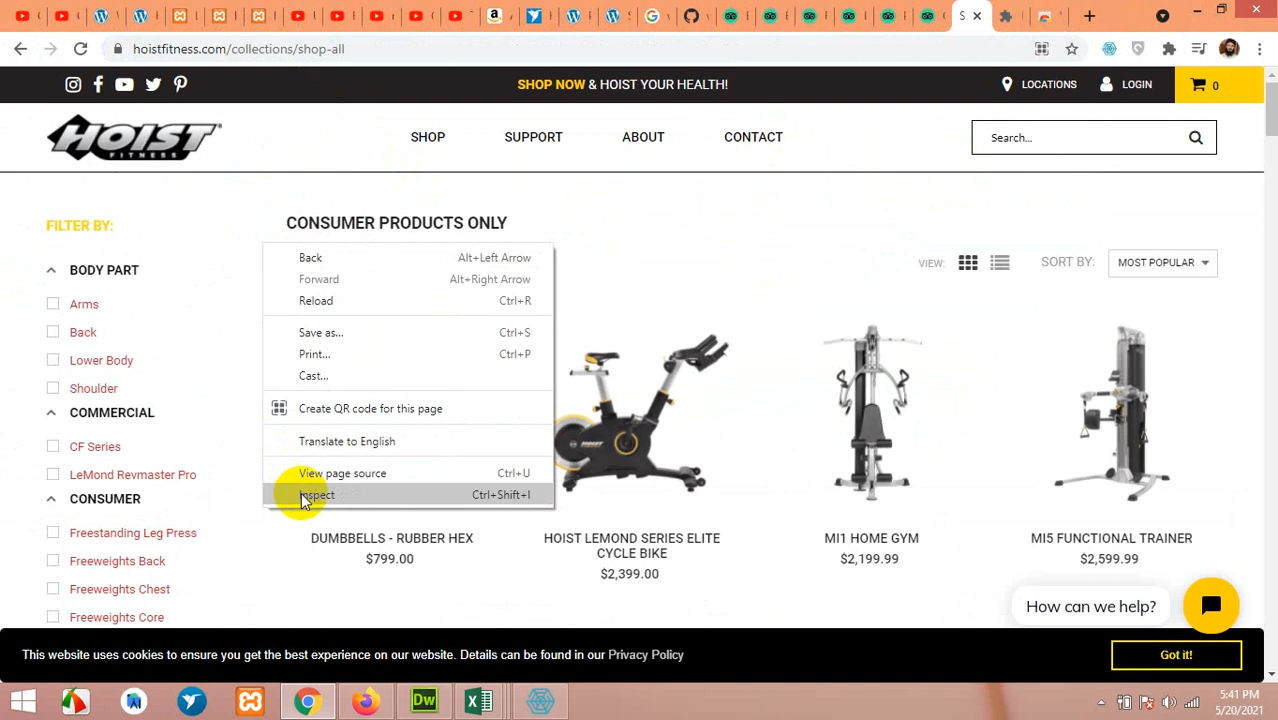 S
hoistfitness.com/collections/shop-all
SHOP NOW & HOIST YOUR HEALTH!
LOCATIONS
LOGIN
0
HOIST
FITNESS
SHOP
SUPPORT
ABOUT
CONTACT
Search...
FILTER BY:
CONSUMER PRODUCTS ONLY
VIEW:
SORT BY:
MOST POPULAR
BODY PART
Arms
Back
Lower Body
Shoulder
COMMERCIAL
CF Series
LeMond Revmaster Pro
CONSUMER
Freestanding Leg Press
Freeweights Back
Freeweights Chest
Freeweights Core
Back Alt+Left Arrow
Forward Alt+Right Arrow
Reload Ctrl+R
Save as... Ctrl+S
Print... Ctrl+P
Cast...
Create QR code for this page
Translate to English
View page source Ctrl+U
Inspect Ctrl+Shift+I
DUMBBELLS - RUBBER HEX
$799.00
HOIST LEMOND SERIES ELITE
CYCLE BIKE
$2,399.00
MI1 HOME GYM
$2,199.99
MI5 FUNCTIONAL TRAINER
$2,599.99
How can we help?
This website uses cookies to ensure you get the best experience on our website. Details can be found in our Privacy Policy
Got it!
Dw
5:41 PM
5/20/2021